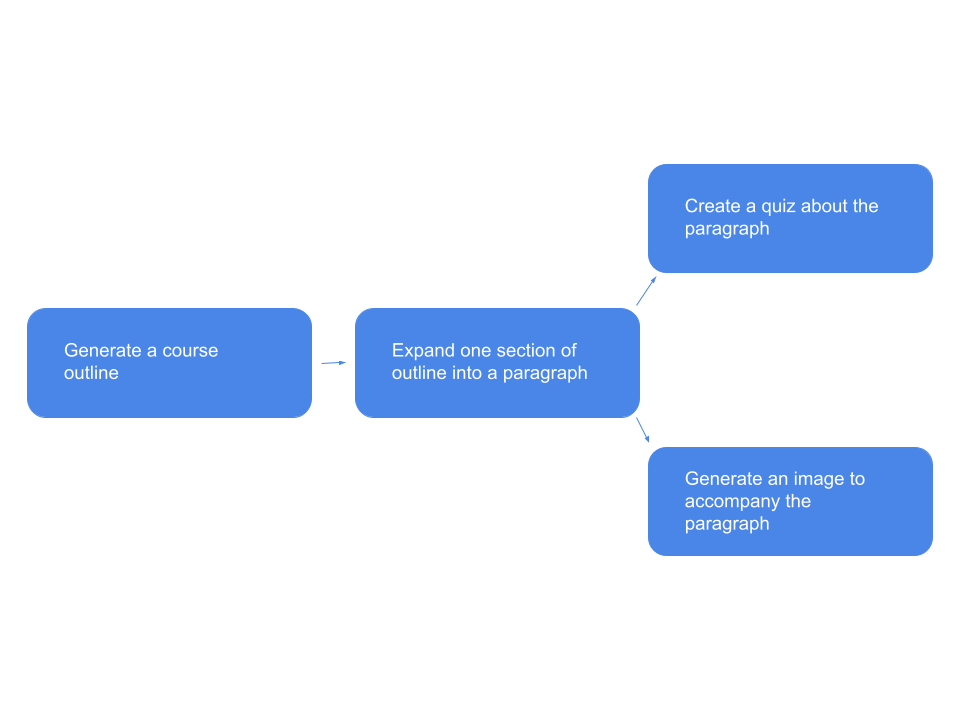 Generate a course
outline
Expand one section of
outline into a paragraph
Create a quiz about the
paragraph
Generate an image to
accompany the
paragraph